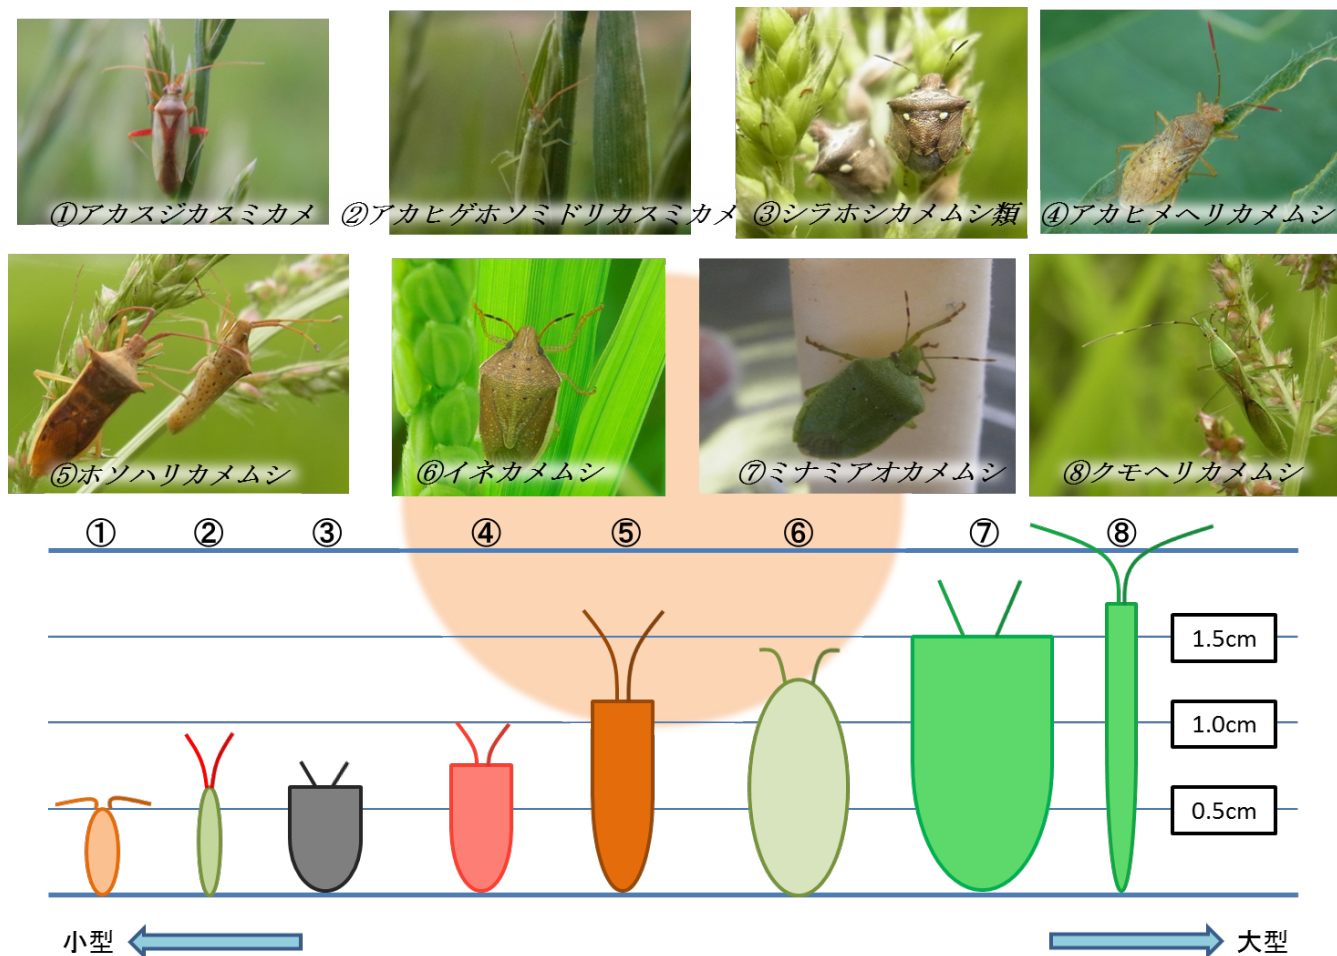 ①アカスジカスミカメ
②アカヒゲホソミドリカスミカメ
③シラホシカメムシ類
④アカヒメヘリカメムシ
⑤ホソハリカメムシ
⑥イネカメムシ
⑦ミナミアオカメムシ
⑧クモヘリカメムシ
① ② ③ ④ ⑤ ⑥ ⑦ ⑧
1.5cm
1.0cm
0.5cm
小型 大型